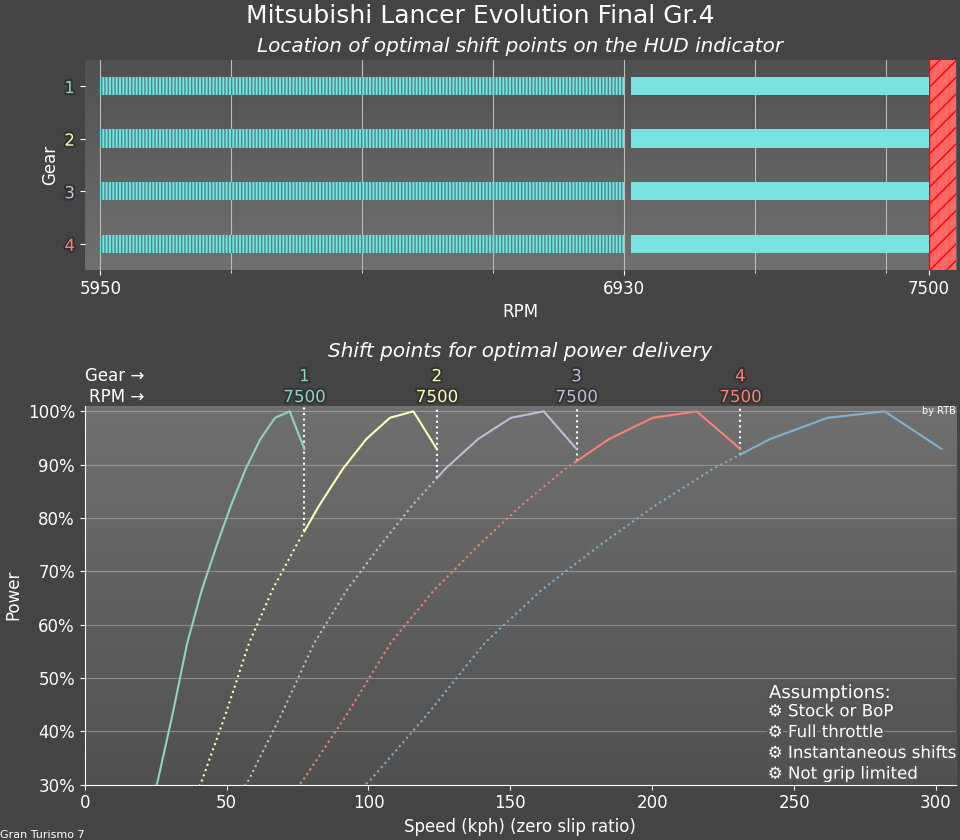 Mitsubishi Lancer Evolution Final Gr.4
Location of optimal shift points on the HUD indicator
Gear
1
2
3
4
5950 6930 7500
RPM
Shift points for optimal power delivery
Gear → 1 2 3 4
RPM → 7500 7500 7500 7500
by RTB
Power
100%
90%
80%
70%
60%
50%
40%
30%
Assumptions:
⚙ Stock or BoP
⚙ Full throttle
⚙ Instantaneous shifts
⚙ Not grip limited
0 50 100 150 200 250 300
Speed (kph) (zero slip ratio)
Gran Turismo 7